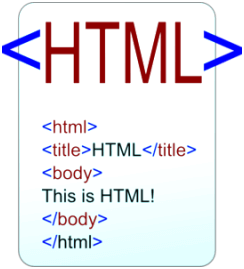 <HTML>
<html>
<title>HTML</title>
<body>
This is HTML!
</body>
</html>